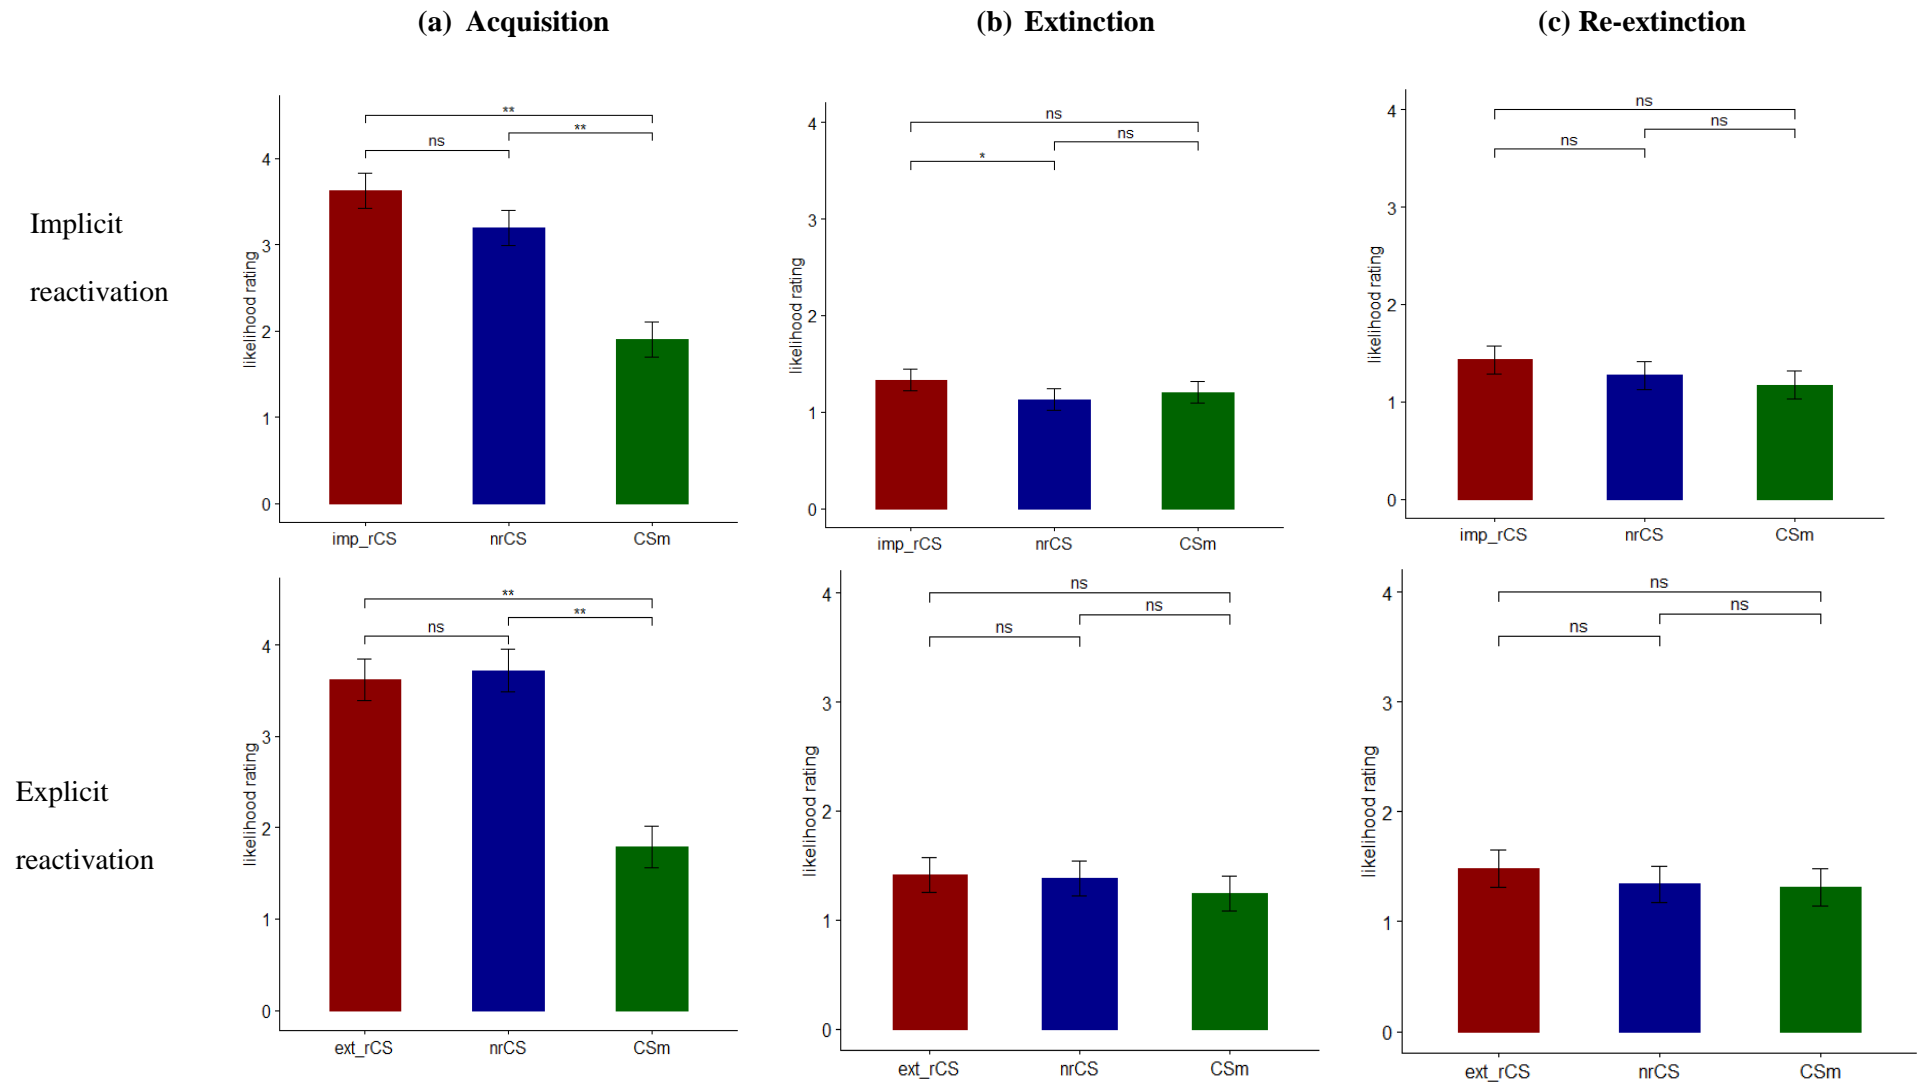 (a) Acquisition
(b) Extinction
(c) Re-extinction
Implicit
reactivation
**
**
ns
4
3
2
1
0
likelihood rating
imp_rCS nrCS CSm
ns
ns
*
4
3
2
1
0
likelihood rating
imp_rCS nrCS CSm
ns
ns
ns
4
3
2
1
0
likelihood rating
imp_rCS nrCS CSm
Explicit
reactivation
**
**
ns
4
3
2
1
0
likelihood rating
ext_rCS nrCS CSm
ns
ns
ns
4
3
2
1
0
likelihood rating
ext_rCS nrCS CSm
ns
ns
ns
4
3
2
1
0
likelihood rating
ext_rCS nrCS CSm